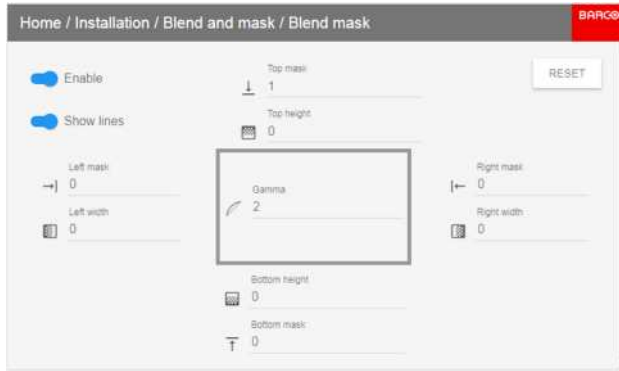 Home / Installation / Blend and mask / Blend mask
BARCO
Enable
Top mask
1
RESET
Show lines
Top height
0
Left mask
0
Gamma
2
Right mask
0
Left width
0
Right width
0
Bottom height
0
Bottom mask
0